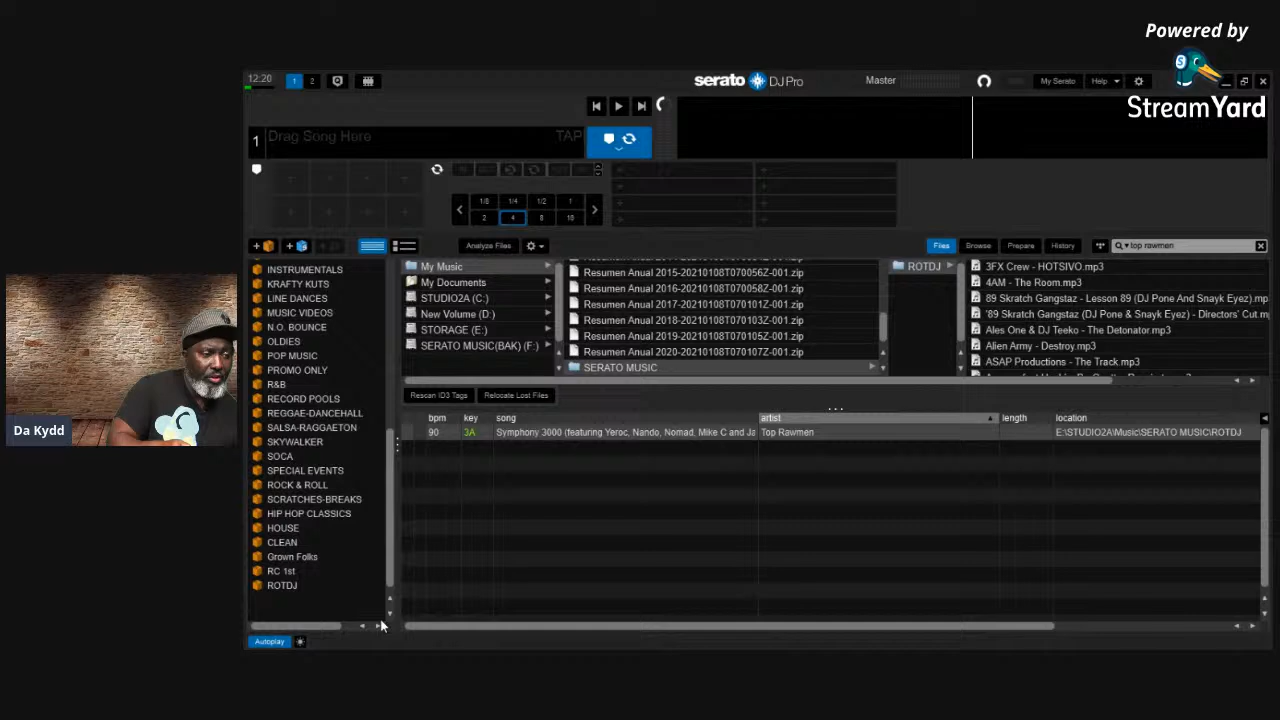 Powered by
StreamYard
12:20
1
2
serato DJ Pro
Master
My Serato
Help
1
Drag Song Here
TAP
1/8
1/4
1/2
1
2
4
8
16
Analyze Files
Files
Browse
Prepare
History
top rawmen
INSTRUMENTALS
KRAFTY KUTS
LINE DANCES
MUSIC VIDEOS
N.O. BOUNCE
OLDIES
POP MUSIC
PROMO ONLY
R&B
RECORD POOLS
REGGAE-DANCEHALL
SALSA-RAGGAETON
SKYWALKER
SOCA
SPECIAL EVENTS
ROCK & ROLL
SCRATCHES-BREAKS
HIP HOP CLASSICS
HOUSE
CLEAN
Grown Folks
RC 1st
ROTDJ
Autoplay
My Music
My Documents
STUDIO2A (C:)
New Volume (D:)
STORAGE (E:)
SERATO MUSIC(BAK) (F:)
Resumen Anual 2015-20210108T070056Z-001.zip
Resumen Anual 2016-20210108T070058Z-001.zip
Resumen Anual 2017-20210108T070101Z-001.zip
Resumen Anual 2018-20210108T070103Z-001.zip
Resumen Anual 2019-20210108T070105Z-001.zip
Resumen Anual 2020-20210108T070107Z-001.zip
SERATO MUSIC
ROTDJ
3FX Crew - HOTSIVO.mp3
4AM - The Room.mp3
89 Skratch Gangstaz - Lesson 89 (DJ Pone And Snayk Eyez).mp
'89 Skratch Gangstaz (DJ Pone & Snayk Eyez) - Directors' Cut.m
Ales One & DJ Teeko - The Detonator.mp3
Alien Army - Destroy.mp3
ASAP Productions - The Track.mp3
Rescan ID3 Tags
Relocate Lost Files
bpm key song artist length location
90 3A Symphony 3000 (featuring Yeroc, Nando, Nomad, Mike C and Ja Top Rawmen E:\STUDIO2A\Music\SERATO MUSIC\ROTDJ
Da Kydd